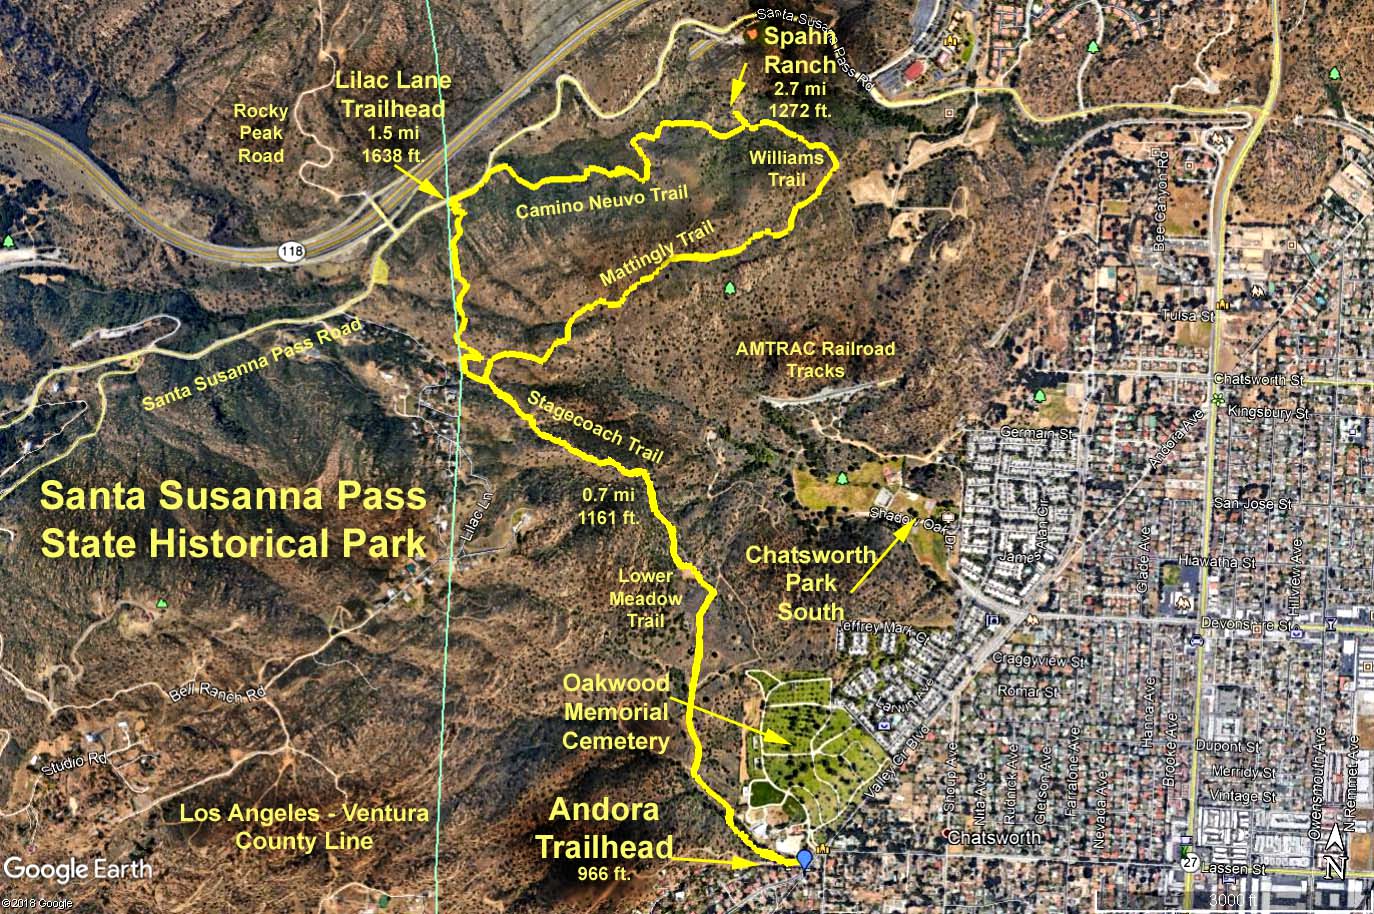 Santa Susana Pass Rd
Spahn
Ranch
2.7 mi
1272 ft.
Lilac Lane
Trailhead
1.5 mi
1638 ft.
Rocky
Peak
Road
118
Williams
Trail
Camino Neuvo Trail
Mattingly Trail
Bee Canyon Rd
Tulsa St
Santa Susanna Pass Road
AMTRAC Railroad
Tracks
Chatsworth St
Kingsbury St
Andora Ave
Germain St
Stagecoach Trail
0.7 mi
1161 ft.
Santa Susanna Pass
State Historical Park
Lilac Ln
San Jose St
Shadow Oak Dr
Alan Cir
James
Chatsworth
Park
South
Glade Ave
Hiawatha St
Hillview Ave
Lower
Meadow
Trail
Devonshire St
Jeffrey Mark Ct
Craggyview St
Romar St
Farwin Ave
Oakwood
Memorial
Cemetery
Bell Ranch Rd
Studio Rd
Valley Cir Blvd
Shoup Ave
Nita Ave
Ridnick Ave
Gierson Ave
Farralone Ave
Nevada Ave
Hanna Ave
Brooke Ave
Dupont St
Merridy St
Vintage St
Owensmouth Ave
N Remmet Ave
Los Angeles - Ventura
County Line
Andora
Trailhead
966 ft.
Chatsworth
27
Lassen St
N
Google Earth
©2018 Google
3000 ft